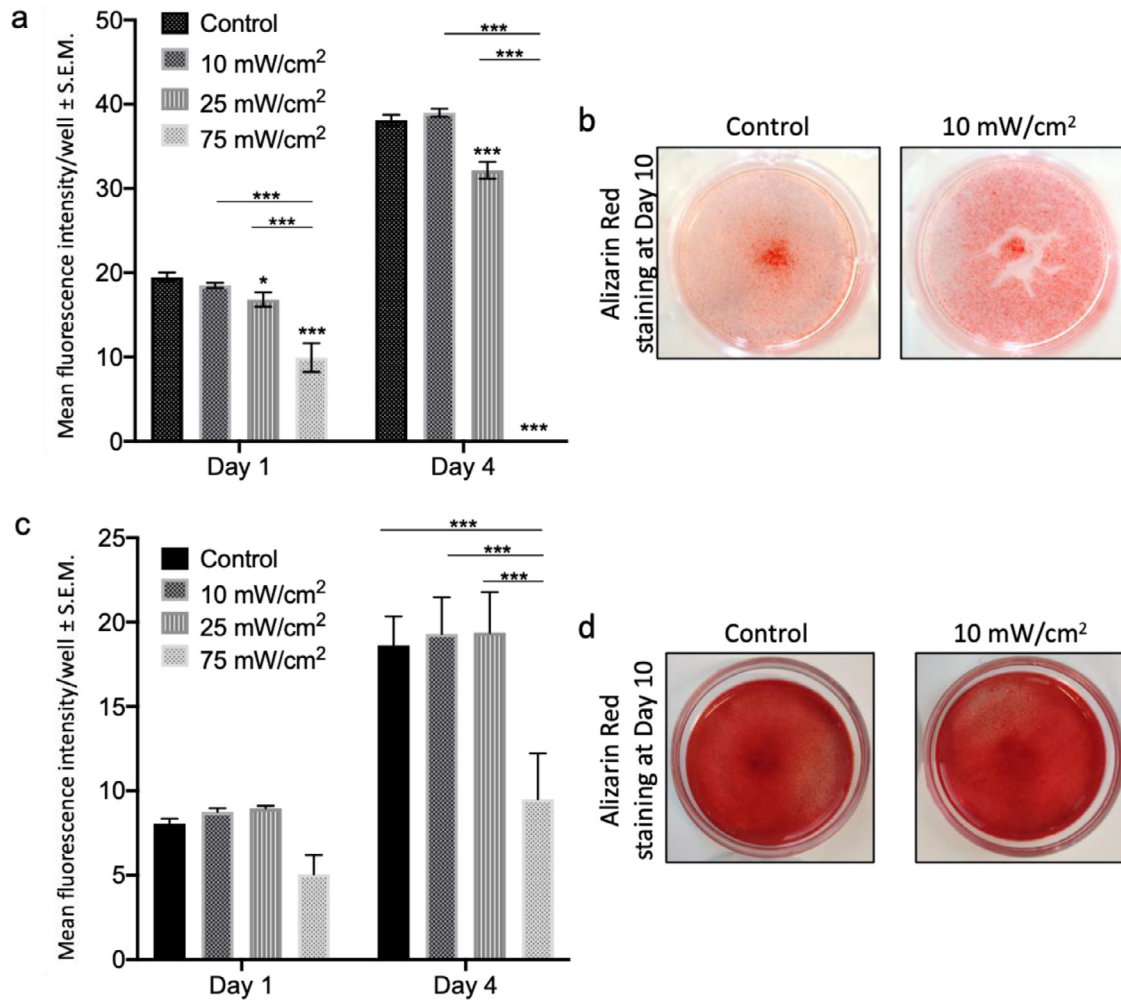 a
Mean fluorescence intensity/well ± S.E.M.
50
40
30
20
10
0
Control
10 mW/cm²
25 mW/cm²
75 mW/cm²
***
***
*
***
***
***
***
***
Day 1
Day 4
b
Control
10 mW/cm²
Alizarin Red
staining at Day 10
c
Mean fluorescence intensity/well ± S.E.M.
25
20
15
10
5
0
Control
10 mW/cm²
25 mW/cm²
75 mW/cm²
***
***
***
Day 1
Day 4
d
Control
10 mW/cm²
Alizarin Red
staining at Day 10